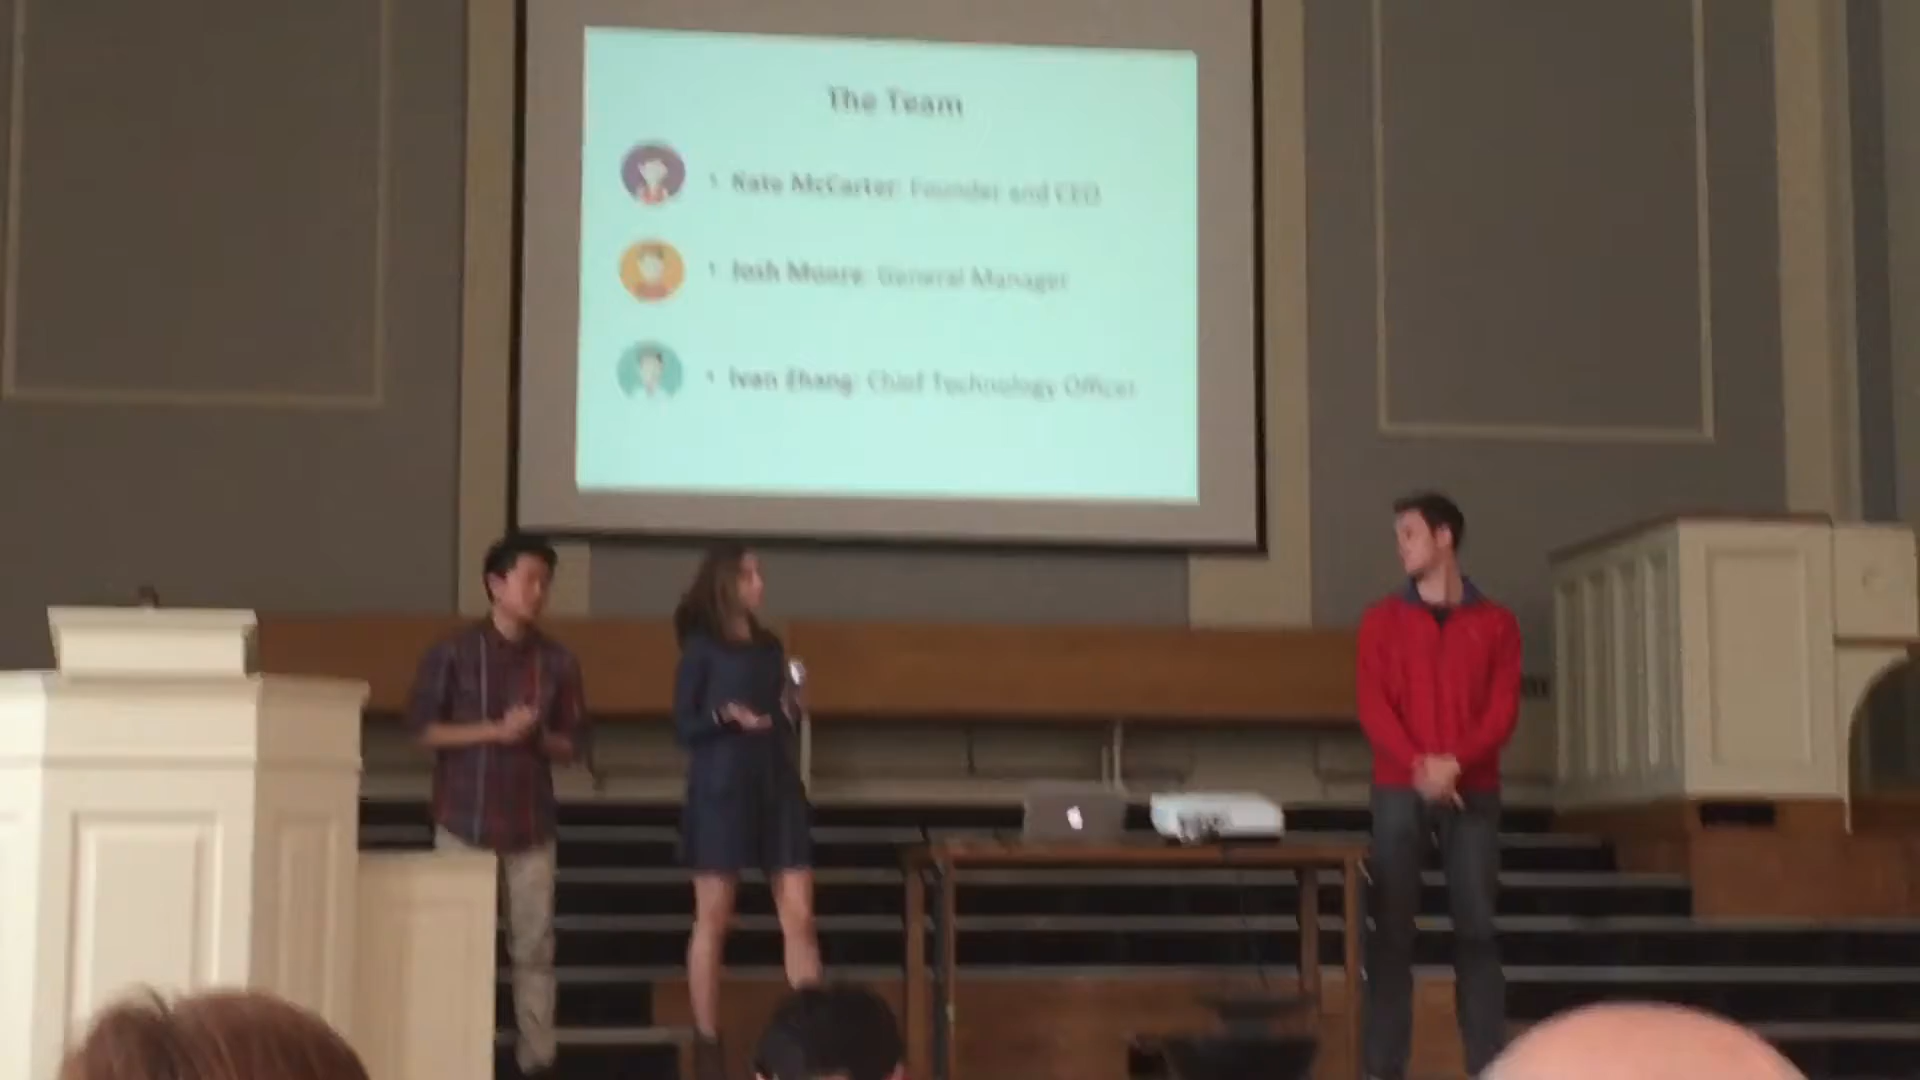 The Team
• Kate McCarter: Founder and CEO
• Josh Moore: General Manager
• Ivan Zhang: Chief Technology Officer